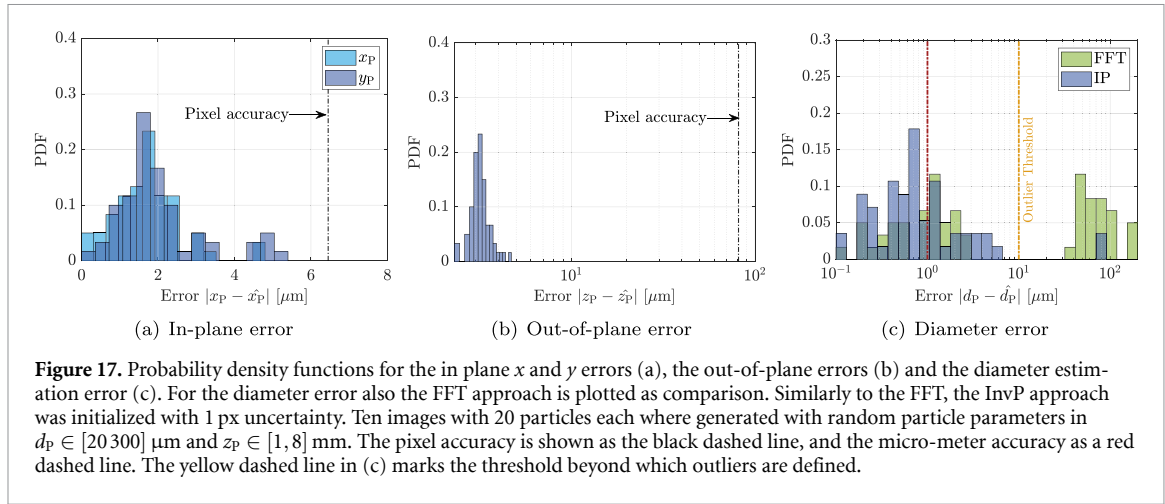 0.4
0.3
0.2
0.1
0
PDF
x_P
y_P
Pixel accuracy
0 2 4 6 8
Error |x_P − x̂_P| [μm]
(a) In-plane error
0.4
0.3
0.2
0.1
0
PDF
Pixel accuracy
10^1 10^2
Error |z_P − ẑ_P| [μm]
(b) Out-of-plane error
0.3
0.25
0.2
0.15
0.1
0.05
0
PDF
FFT
IP
Outlier Threshold
10^−1 10^0 10^1 10^2
Error |d_P − d̂_P| [μm]
(c) Diameter error
Figure 17. Probability density functions for the in plane x and y errors (a), the out-of-plane errors (b) and the diameter estim-
ation error (c). For the diameter error also the FFT approach is plotted as comparison. Similarly to the FFT, the InvP approach
was initialized with 1 px uncertainty. Ten images with 20 particles each where generated with random particle parameters in
d_P ∈ [20 300] μm and z_P ∈ [1, 8] mm. The pixel accuracy is shown as the black dashed line, and the micro-meter accuracy as a red
dashed line. The yellow dashed line in (c) marks the threshold beyond which outliers are defined.